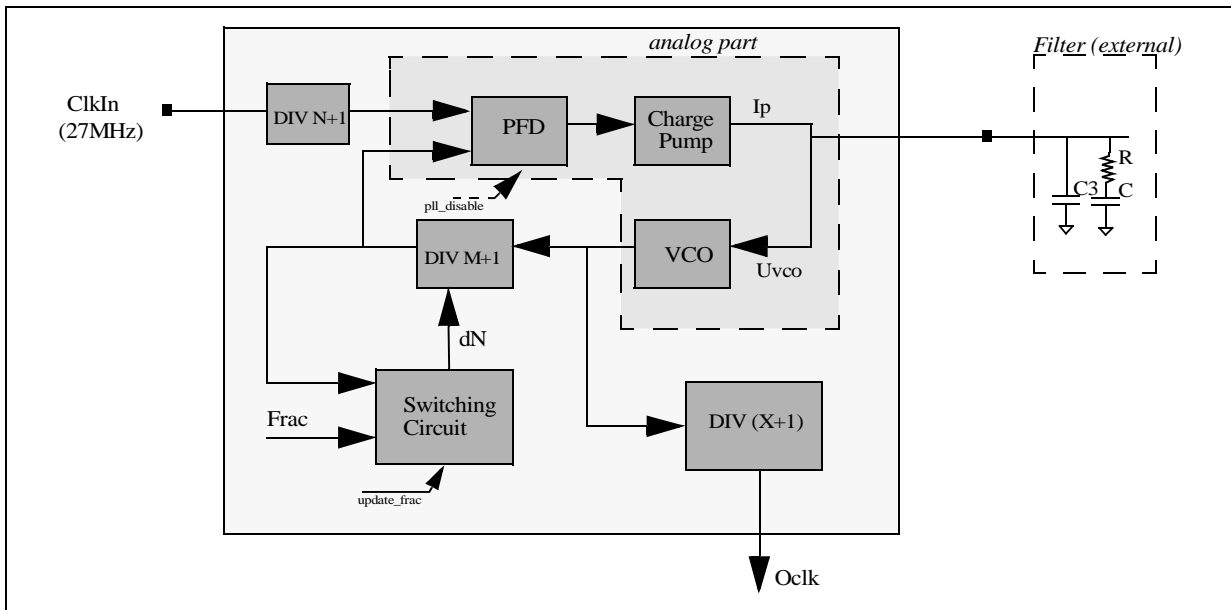 analog part
Filter (external)
ClkIn
(27MHz)
DIV N+1
PFD
Charge
Pump
Ip
R
C3
C
pll_disable
DIV M+1
VCO
Uvco
dN
Frac
Switching
Circuit
DIV (X+1)
update_frac
Oclk